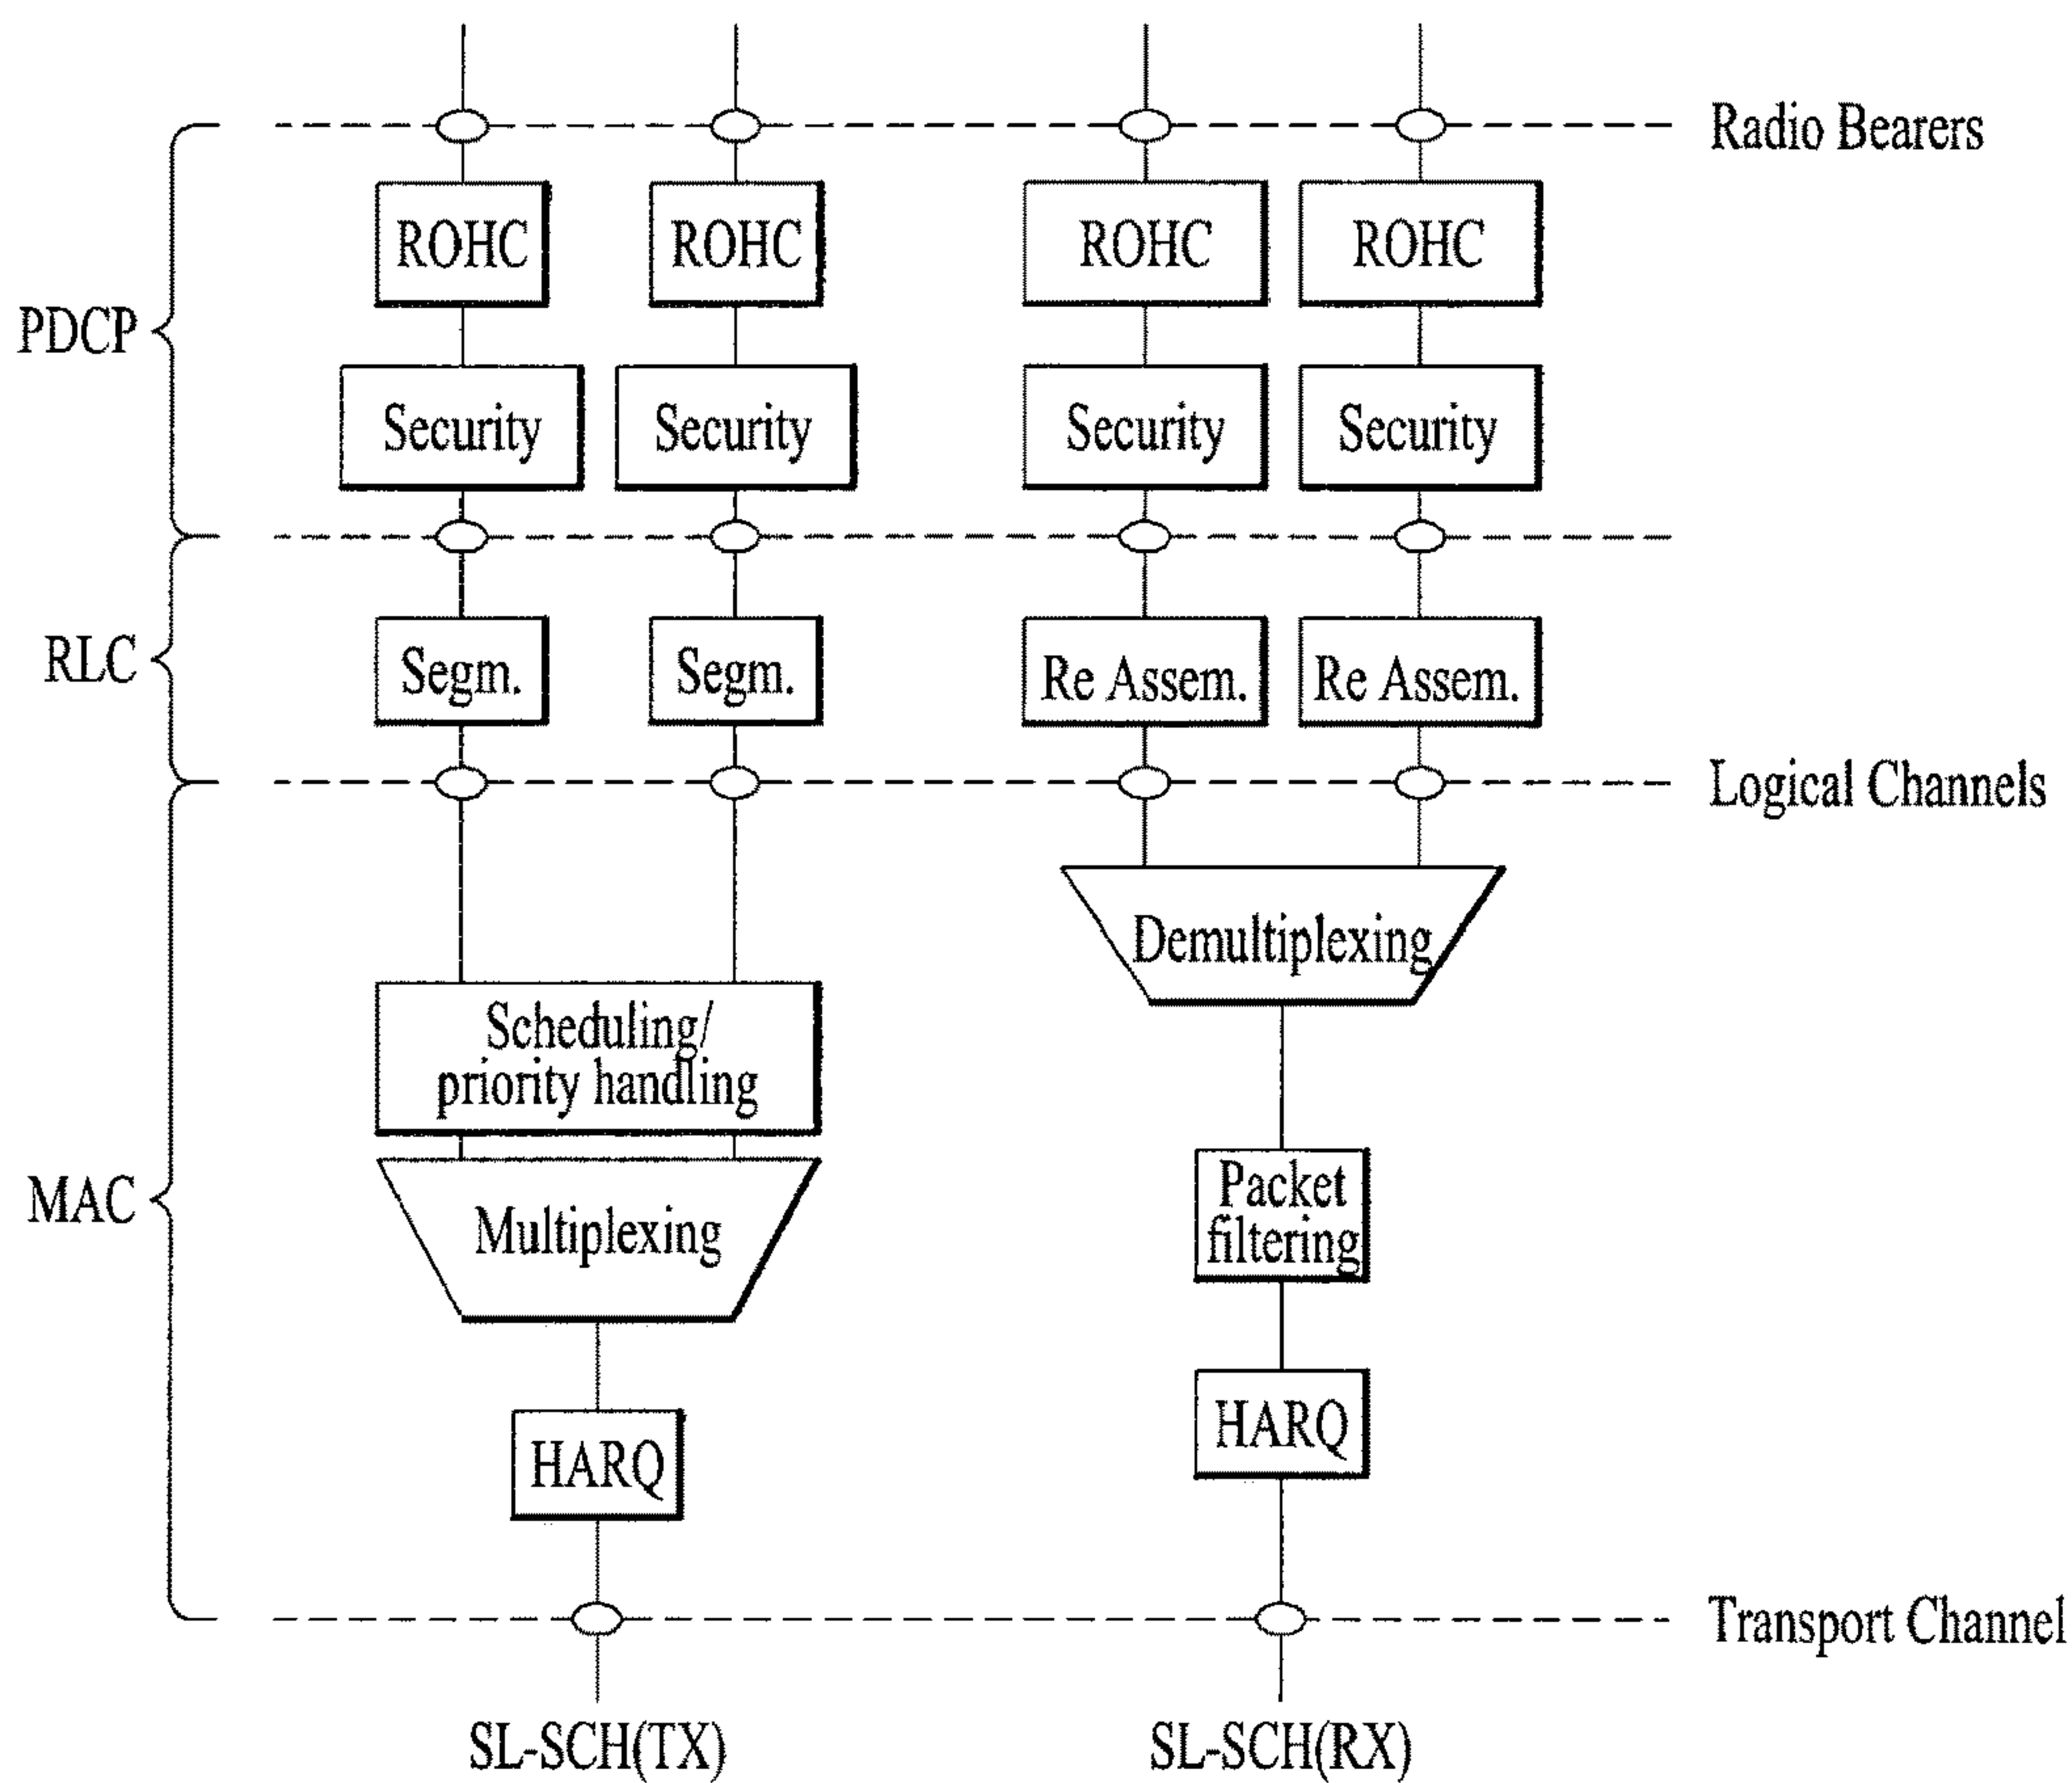 Radio Bearers
ROHC
ROHC
ROHC
ROHC
PDCP
Security
Security
Security
Security
RLC
Segm.
Segm.
Re Assem.
Re Assem.
Logical Channels
Demultiplexing
Scheduling/
priority handling
MAC
Multiplexing
Packet
filtering
HARQ
HARQ
Transport Channel
SL-SCH(TX)
SL-SCH(RX)